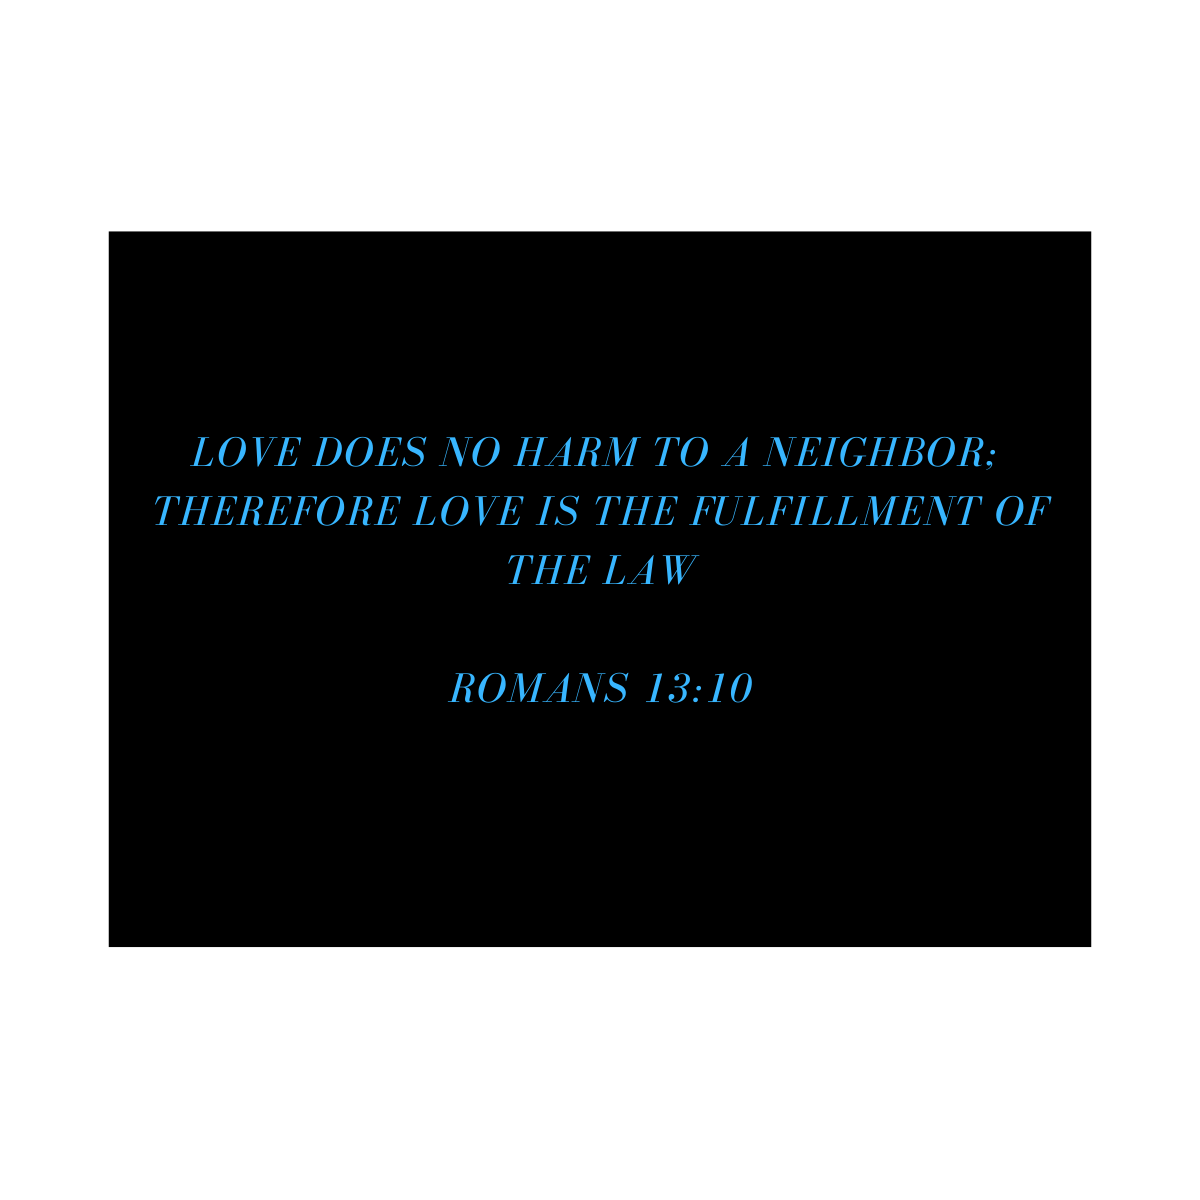 LOVE DOES NO HARM TO A NEIGHBOR;
THEREFORE LOVE IS THE FULFILLMENT OF
THE LAW
ROMANS 13:10